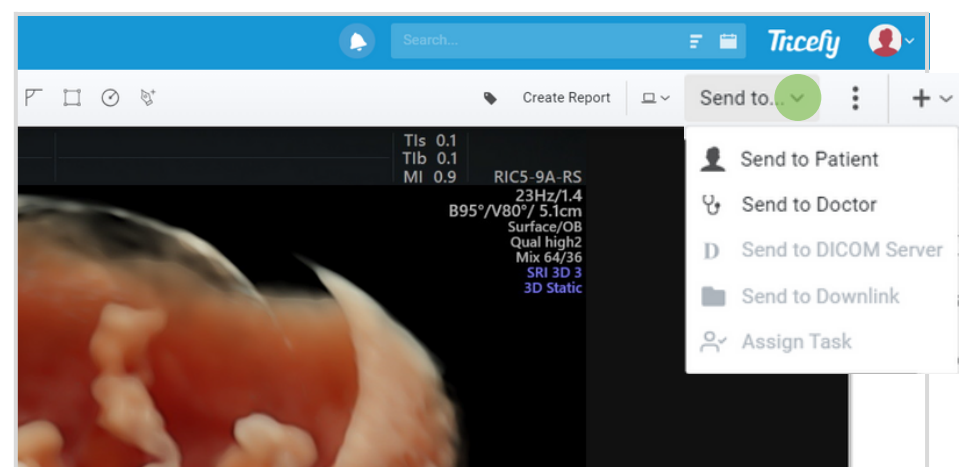 Search...
Tricefy
Create Report
Send to...
TIs 0.1
TIb 0.1
MI 0.9
RIC5-9A-RS
23Hz/1.4
B95°/V80°/ 5.1cm
Surface/OB
Qual high2
Mix 64/36
SRI 3D 3
3D Static
Send to Patient
Send to Doctor
D Send to DICOM Server
Send to Downlink
Assign Task